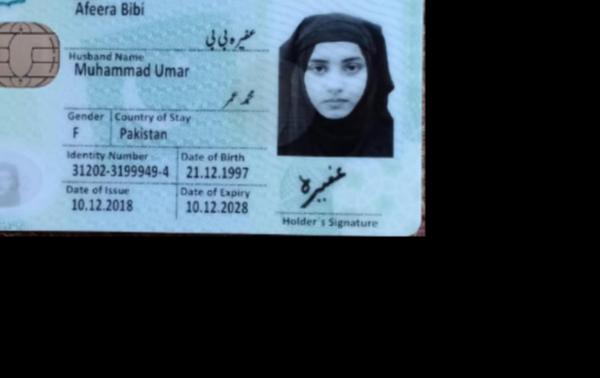 Afeera Bibi
عفیرہ بی بی
Husband Name
Muhammad Umar
محمد عمر
Gender Country of Stay
F Pakistan
Identity Number Date of Birth
31202-3199949-4 21.12.1997
Date of Issue Date of Expiry
10.12.2018 10.12.2028
عفیرہ
Holder's Signature